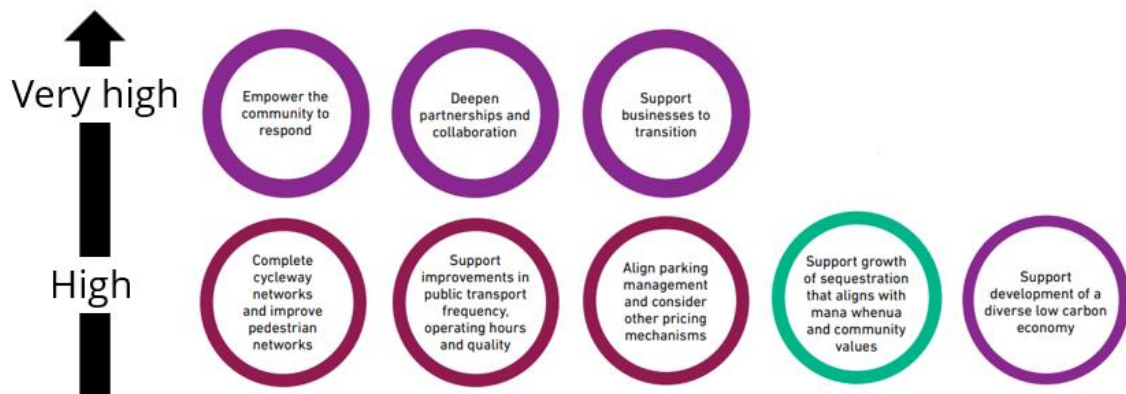 Very high
Empower the
community to
respond
Deepen
partnerships and
collaboration
Support
businesses to
transition
High
Complete
cycleway
networks
and improve
pedestrian
networks
Support
improvements in
public transport
frequency,
operating hours
and quality
Align parking
management
and consider
other pricing
mechanisms
Support growth
of sequestration
that aligns with
mana whenua
and community
values
Support
development of a
diverse low carbon
economy